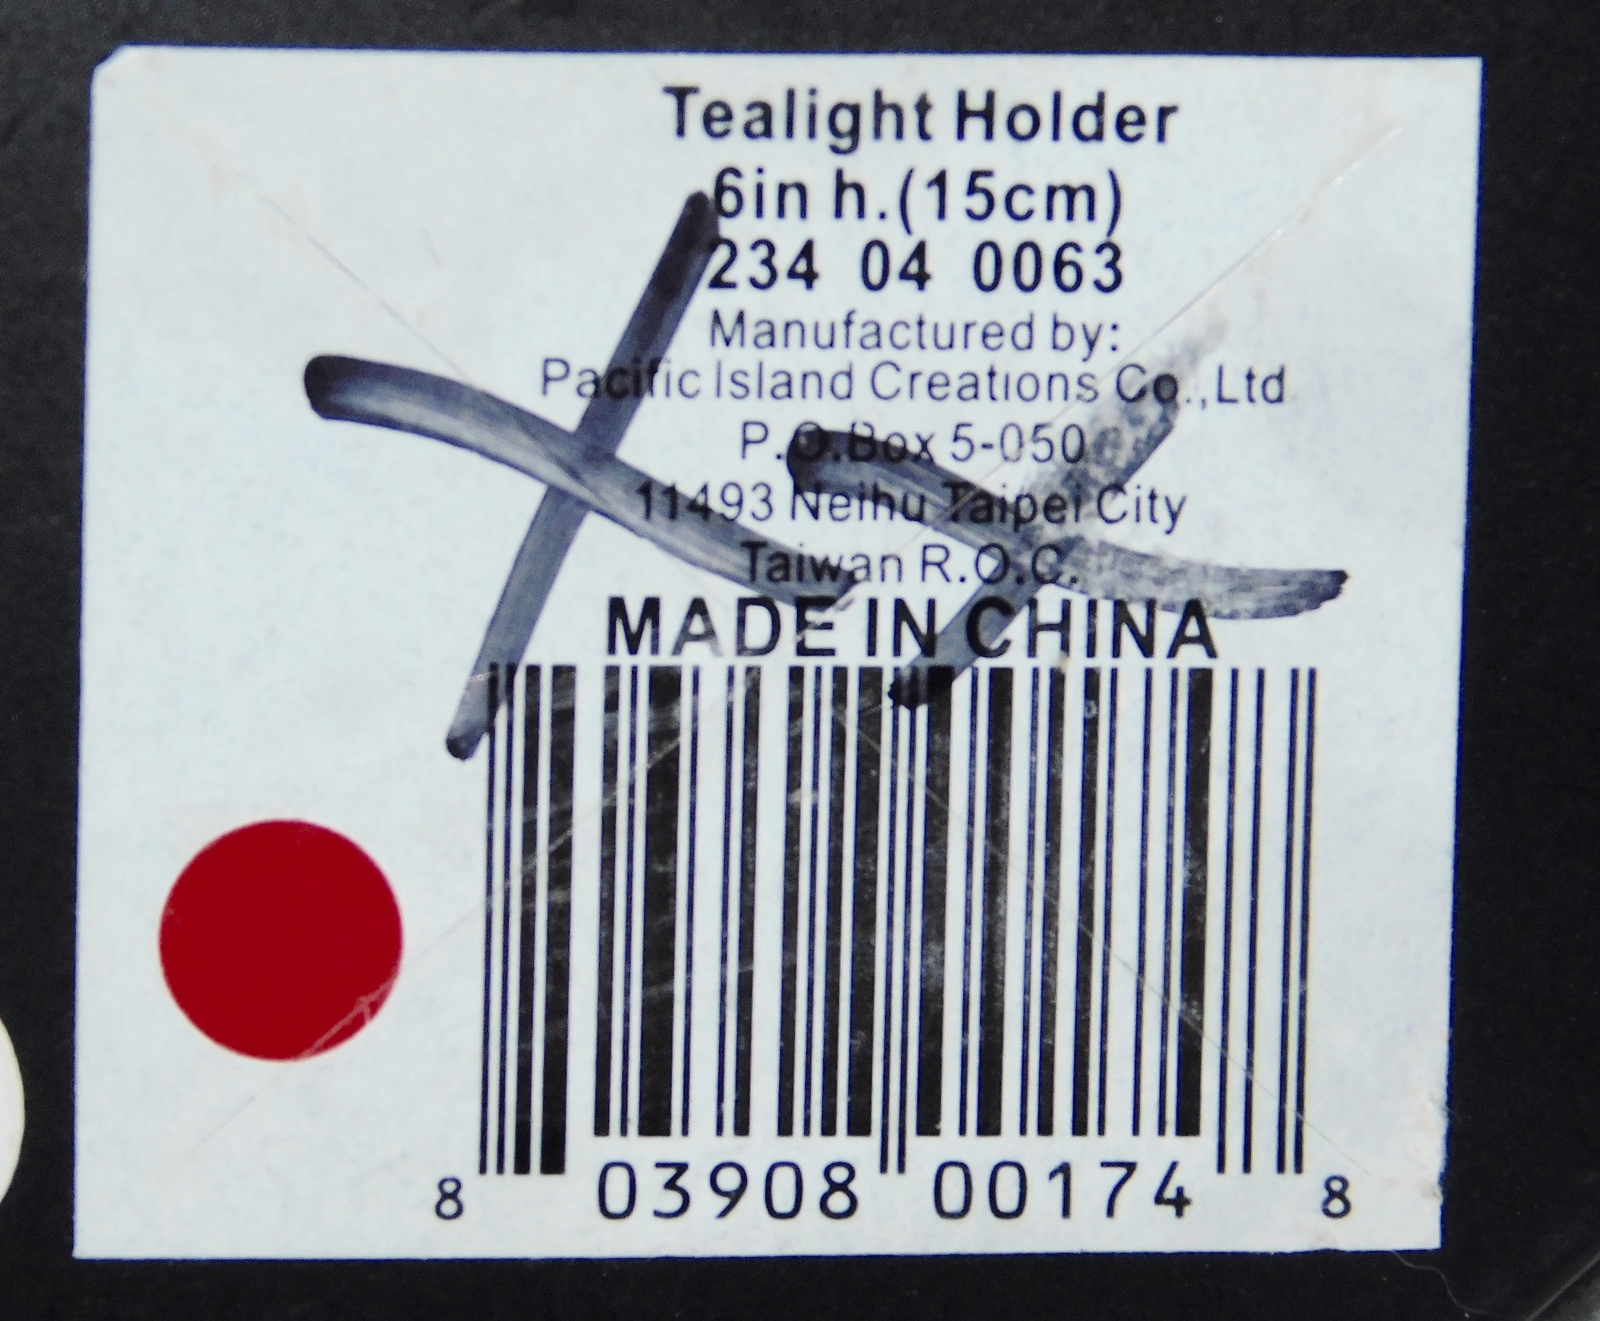 Tealight Holder
6in h.(15cm)
234 04 0063
Manufactured by:
Pacific Island Creations Co.,Ltd
P.O.Box 5-050
11493 Neihu Taipei City
Taiwan R.O.C.
MADE IN CHINA
8 03908 00174 8